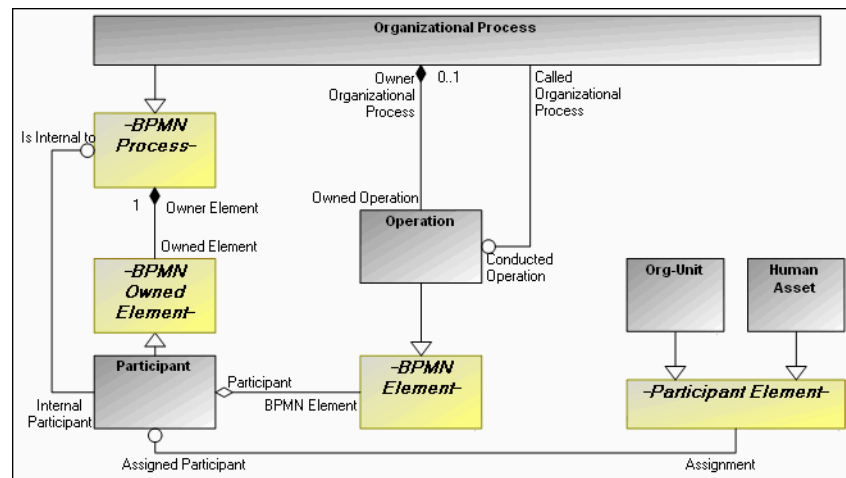 Organizational Process
Owner
Organizational
Process
0..1
Called
Organizational
Process
Is Internal to
-BPMN
Process-
1
Owner Element
Owned Element
Owned Operation
Operation
Conducted
Operation
-BPMN
Owned
Element-
Org-Unit
Human
Asset
Participant
Participant
BPMN Element
-BPMN
Element-
-Participant Element-
Internal
Participant
Assigned Participant
Assignment